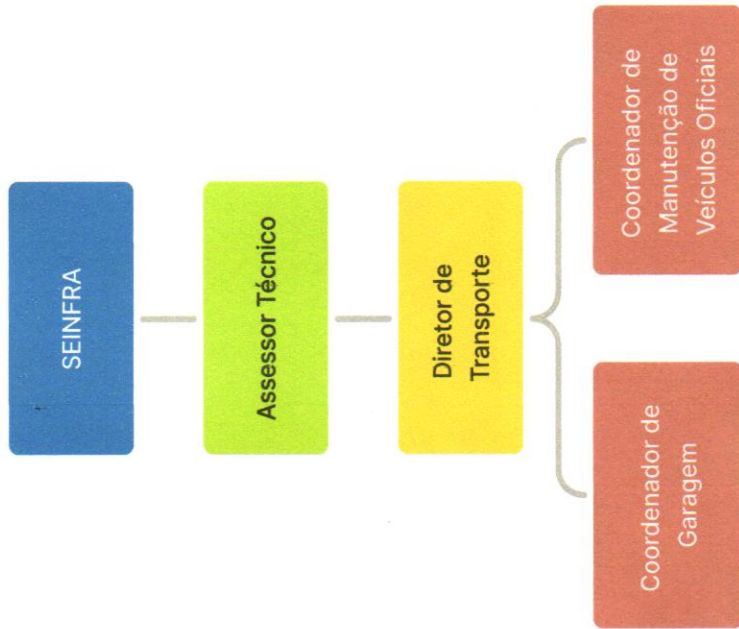 SEINFRA
Assessor Técnico
Diretor de
Transporte
Coordenador de
Garagem
Coordenador de
Manutenção de
Veículos Oficiais